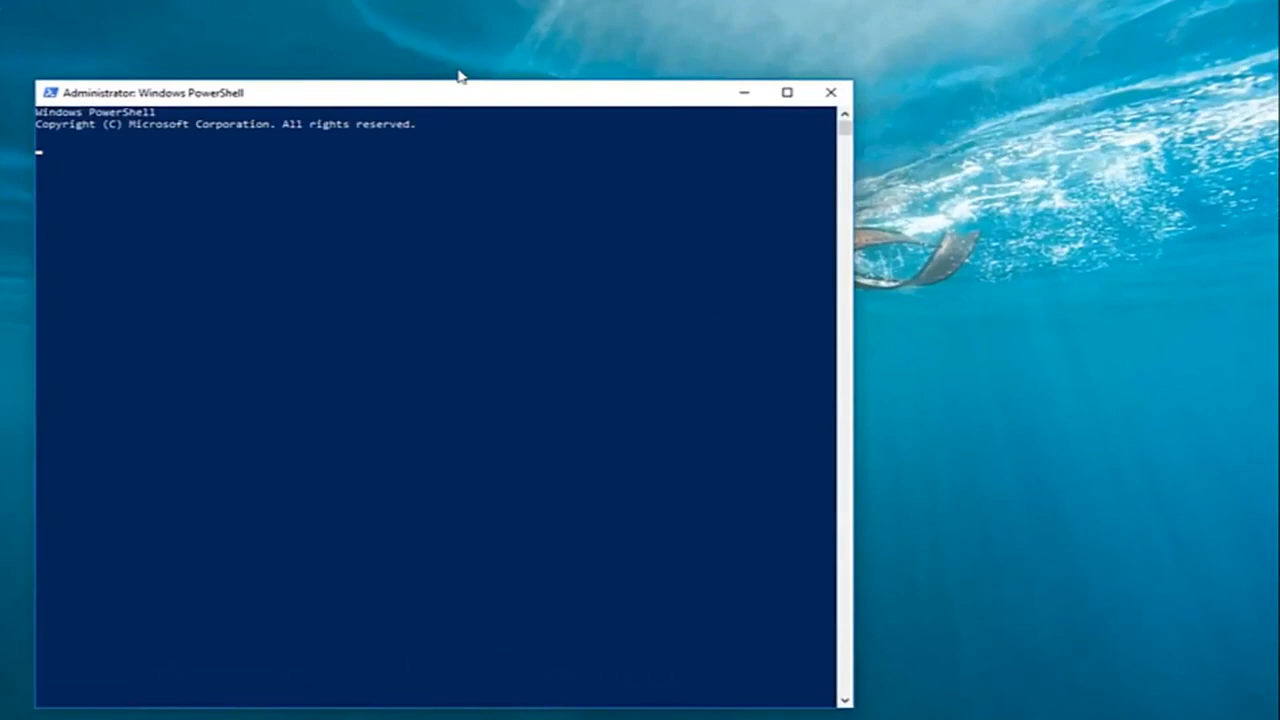 Administrator: Windows PowerShell
Windows PowerShell
Copyright (C) Microsoft Corporation. All rights reserved.